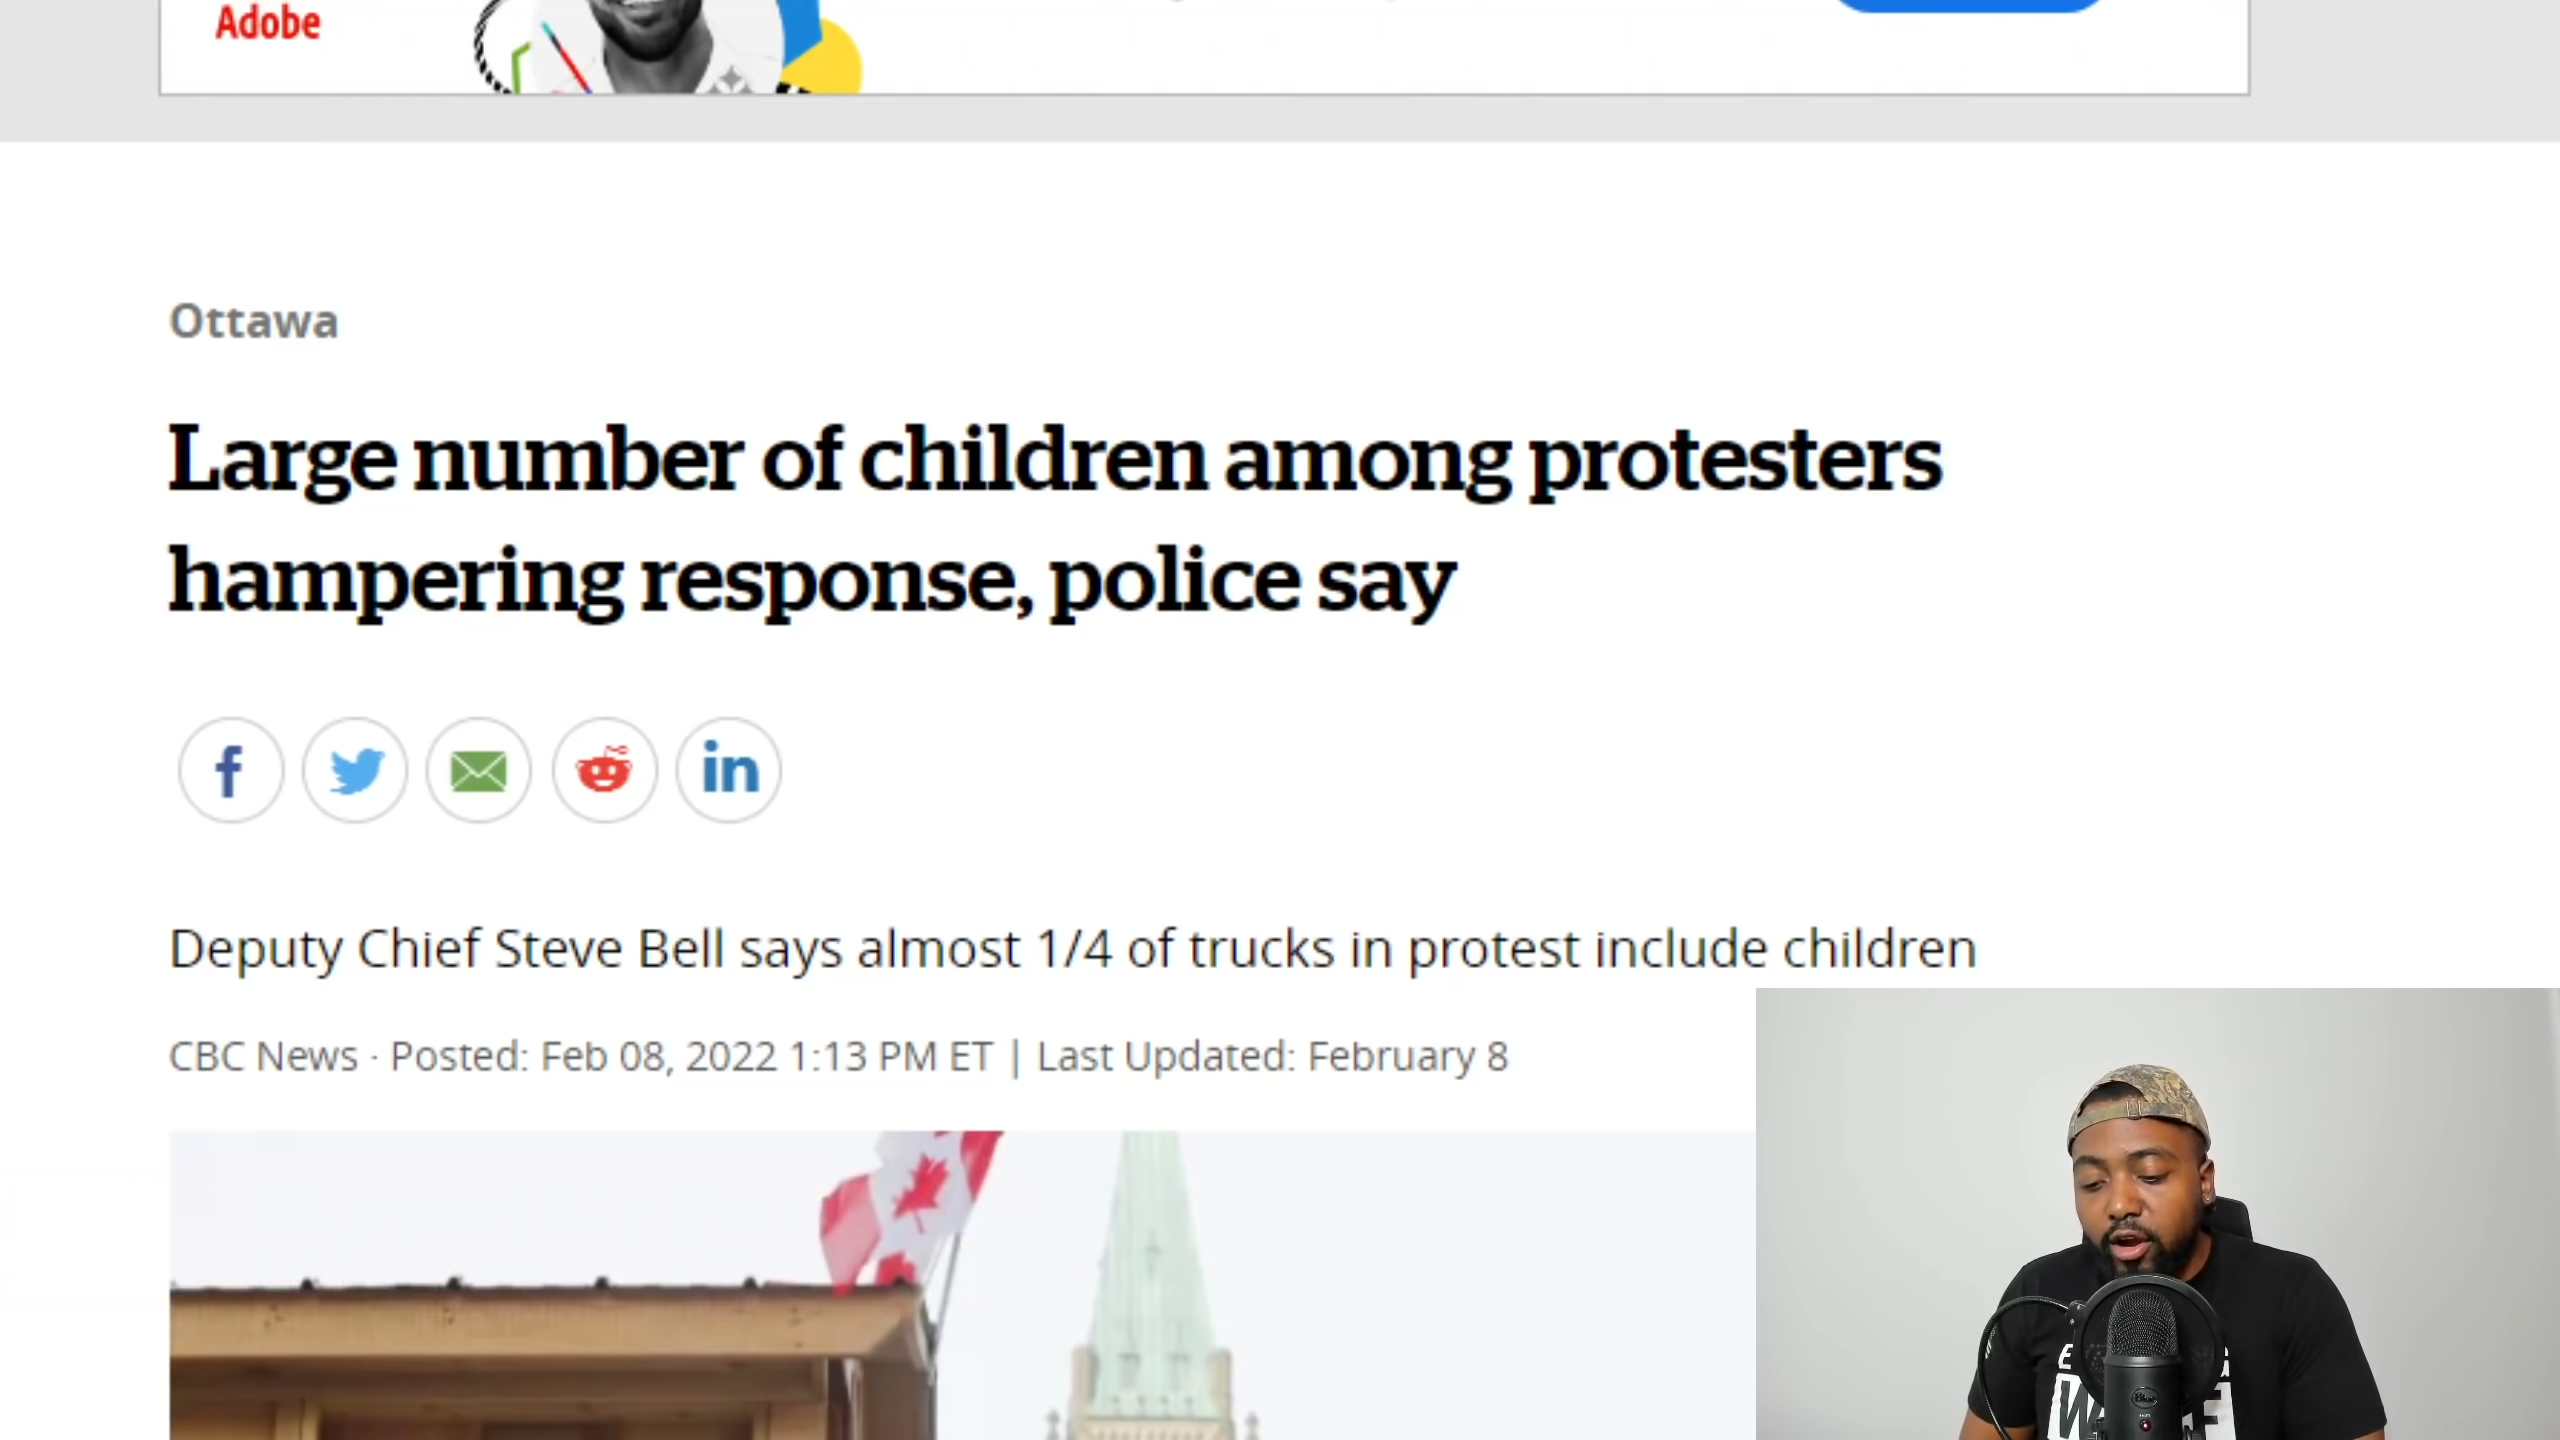 Adobe
Ottawa
Large number of children among protesters
hampering response, police say
f
in
Deputy Chief Steve Bell says almost 1/4 of trucks in protest include children
CBC News · Posted: Feb 08, 2022 1:13 PM ET | Last Updated: February 8
Blue